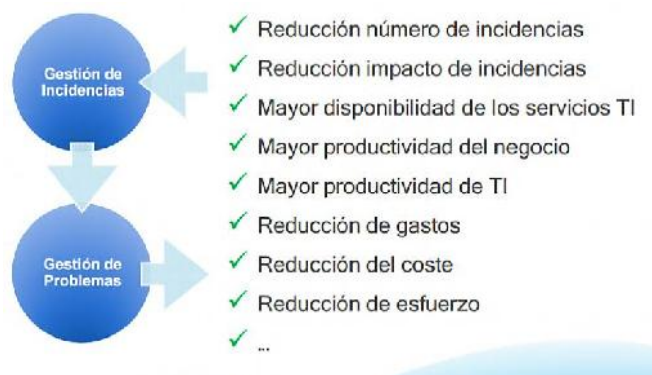 Gestión de
Incidencias
Gestión de
Problemas
✓ Reducción número de incidencias
✓ Reducción impacto de incidencias
✓ Mayor disponibilidad de los servicios TI
✓ Mayor productividad del negocio
✓ Mayor productividad de TI
✓ Reducción de gastos
✓ Reducción del coste
✓ Reducción de esfuerzo
✓ ...